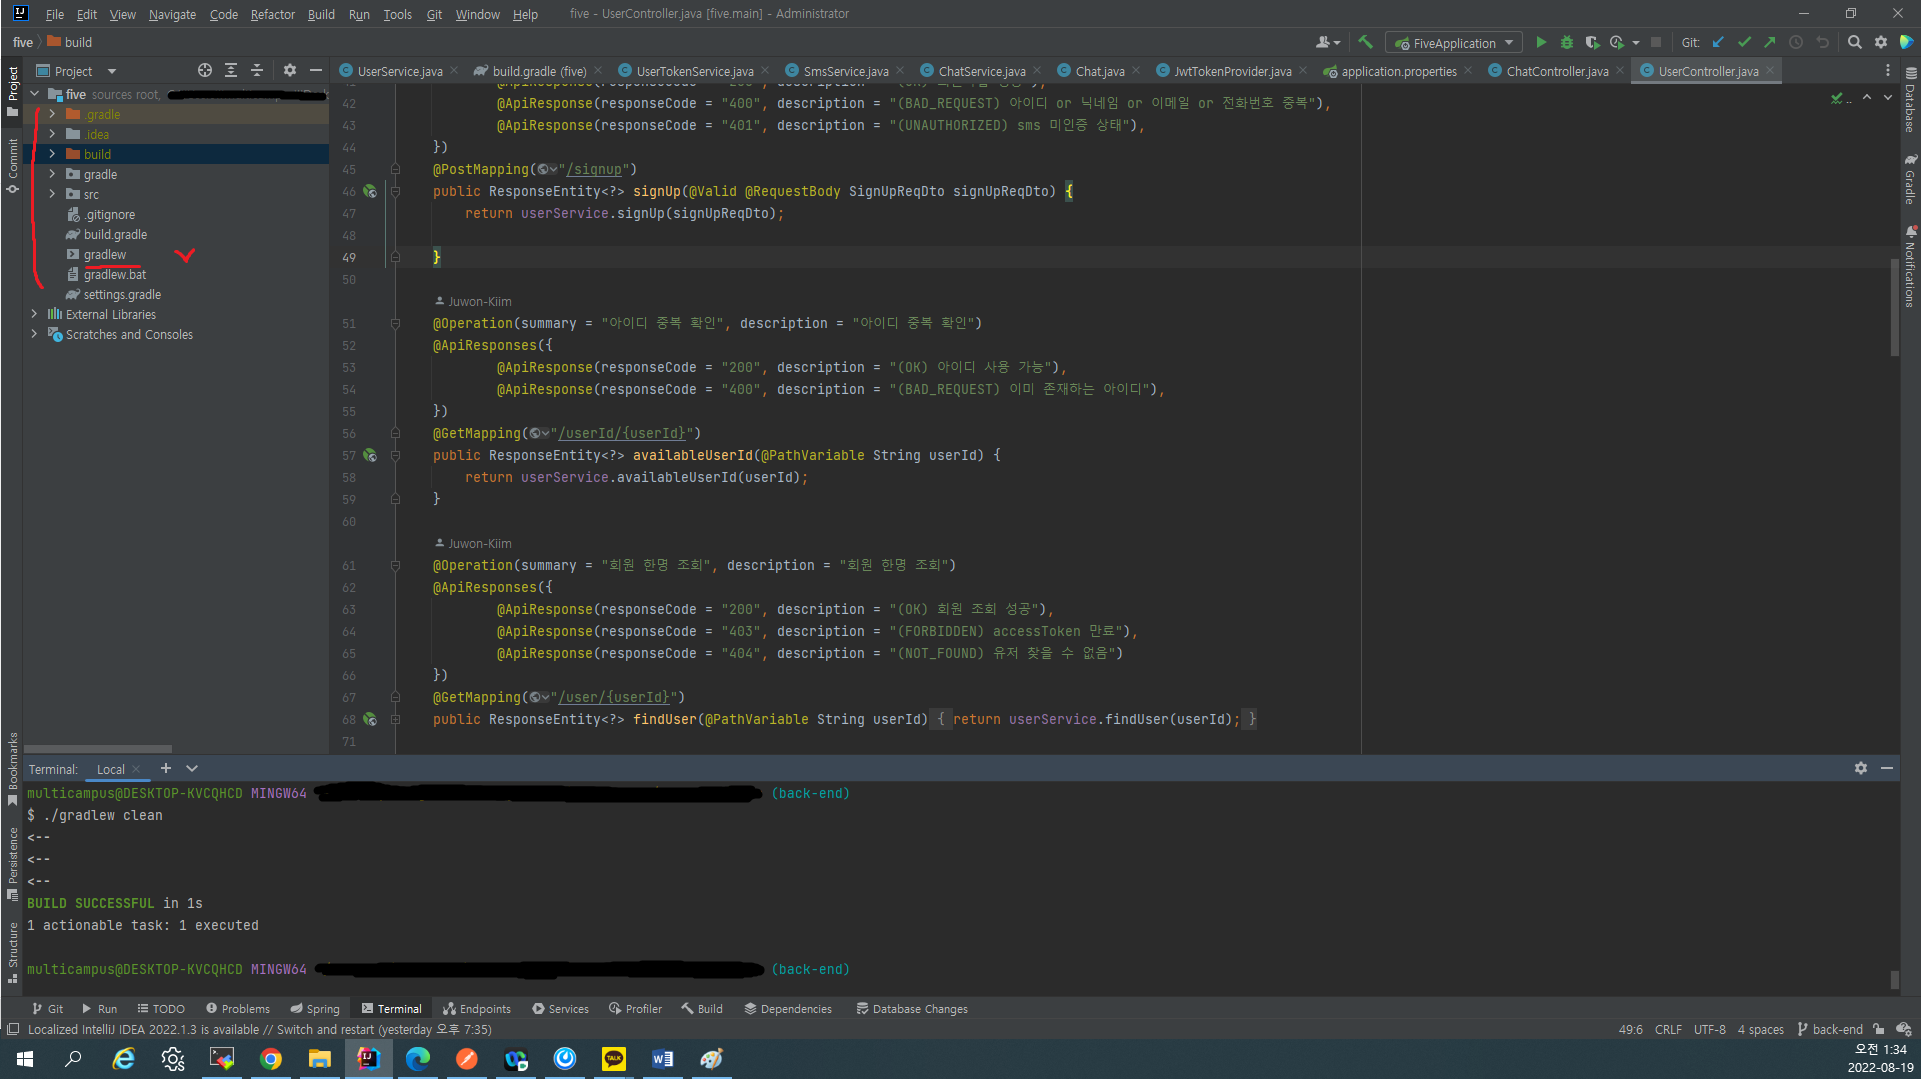 File Edit View Navigate Code Refactor Build Run Tools Git Window Help five - UserController.java [five.main] - Administrator
five build
FiveApplication Git:
Project
UserService.java build.gradle (five) UserTokenService.java SmsService.java ChatService.java Chat.java JwtTokenProvider.java application.properties ChatController.java UserController.java
five sources root,
.gradle
.idea
build
gradle
src
.gitignore
build.gradle
gradlew
gradlew.bat
settings.gradle
External Libraries
Scratches and Consoles
Project
Commit
Bookmarks
Persistence
Structure
Database
Gradle
Notifications
42 @ApiResponse(responseCode = "400", description = "(BAD_REQUEST) 아이디 or 닉네임 or 이메일 or 전화번호 중복"),
43 @ApiResponse(responseCode = "401", description = "(UNAUTHORIZED) sms 미인증 상태"),
44 })
45 @PostMapping("/signup")
46 public ResponseEntity<?> signUp(@Valid @RequestBody SignUpReqDto signUpReqDto) {
47 return userService.signUp(signUpReqDto);
48
49 }
50
Juwon-Kiim
51 @Operation(summary = "아이디 중복 확인", description = "아이디 중복 확인")
52 @ApiResponses({
53 @ApiResponse(responseCode = "200", description = "(OK) 아이디 사용 가능"),
54 @ApiResponse(responseCode = "400", description = "(BAD_REQUEST) 이미 존재하는 아이디"),
55 })
56 @GetMapping("/userId/{userId}")
57 public ResponseEntity<?> availableUserId(@PathVariable String userId) {
58 return userService.availableUserId(userId);
59 }
60
Juwon-Kiim
61 @Operation(summary = "회원 한명 조회", description = "회원 한명 조회")
62 @ApiResponses({
63 @ApiResponse(responseCode = "200", description = "(OK) 회원 조회 성공"),
64 @ApiResponse(responseCode = "403", description = "(FORBIDDEN) accessToken 만료"),
65 @ApiResponse(responseCode = "404", description = "(NOT_FOUND) 유저 찾을 수 없음")
66 })
67 @GetMapping("/user/{userId}")
68 public ResponseEntity<?> findUser(@PathVariable String userId) { return userService.findUser(userId); }
71
Terminal: Local
multicampus@DESKTOP-KVCQHCD MINGW64 (back-end)
$ ./gradlew clean
<--
<--
<--
BUILD SUCCESSFUL in 1s
1 actionable task: 1 executed
multicampus@DESKTOP-KVCQHCD MINGW64 (back-end)
Git Run TODO Problems Spring Terminal Endpoints Services Profiler Build Dependencies Database Changes
Localized IntelliJ IDEA 2022.1.3 is available // Switch and restart (yesterday 오후 7:35) 49:6 CRLF UTF-8 4 spaces back-end
TALK
오전 1:34
2022-08-19